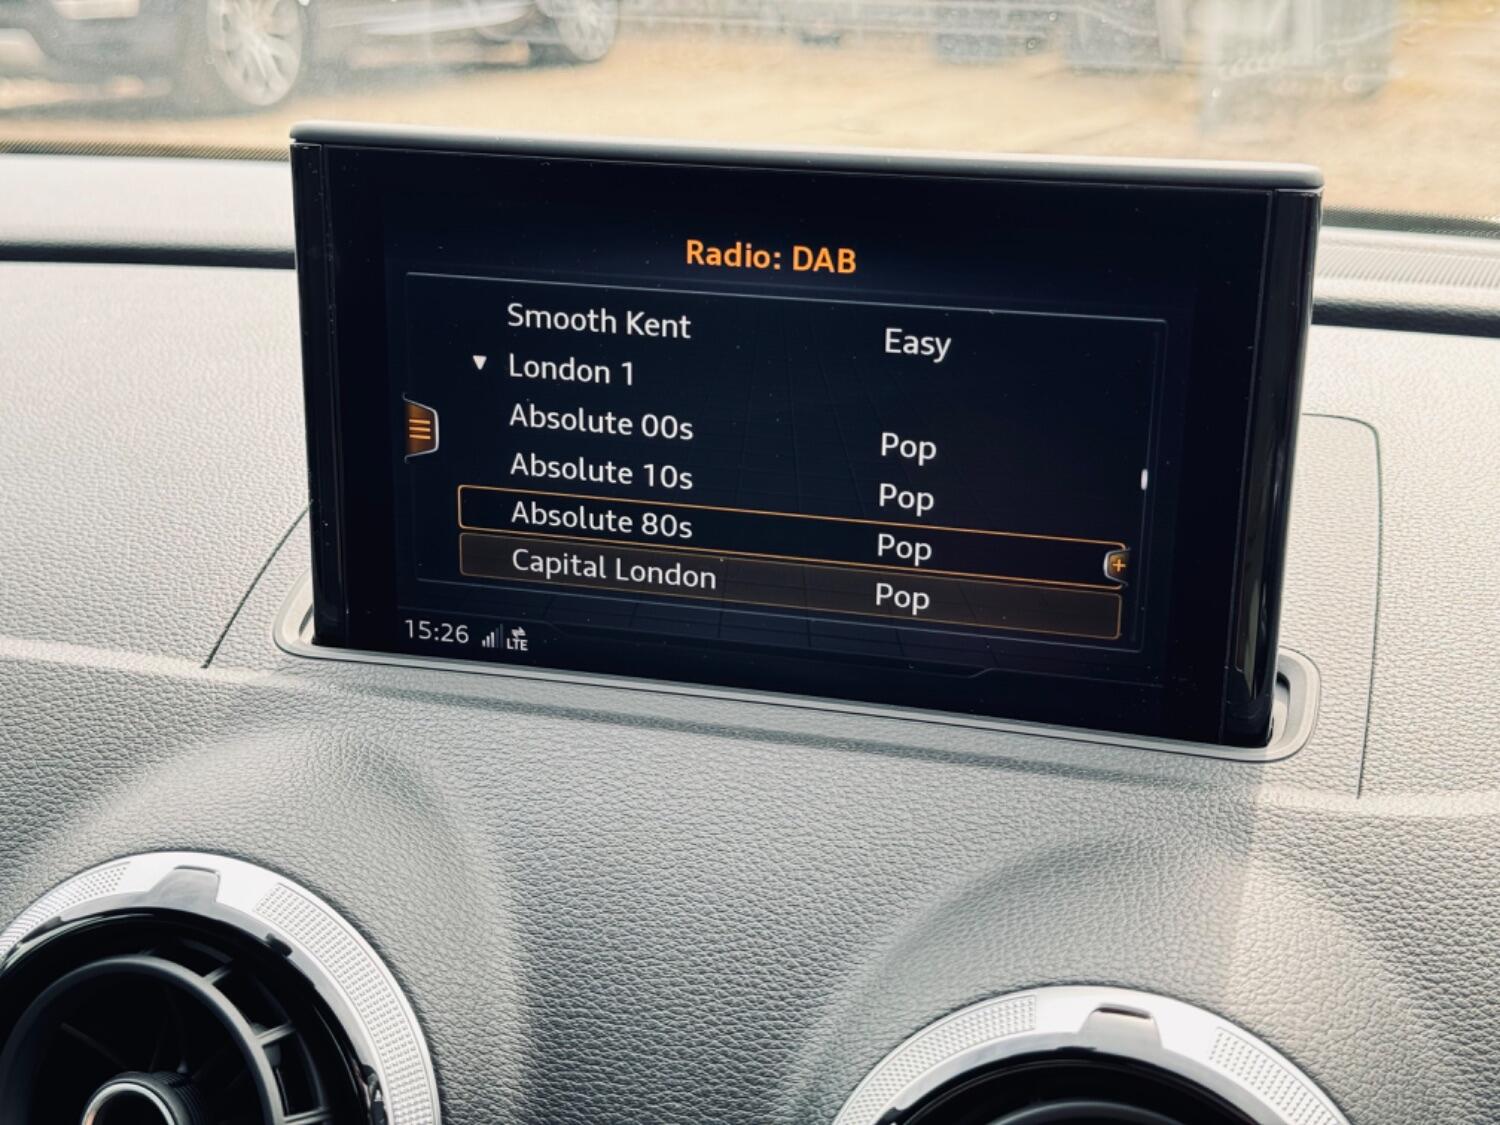 Radio: DAB
Smooth Kent Easy
London 1
Absolute 00s Pop
Absolute 10s Pop
Absolute 80s Pop
Capital London Pop
15:26 LTE